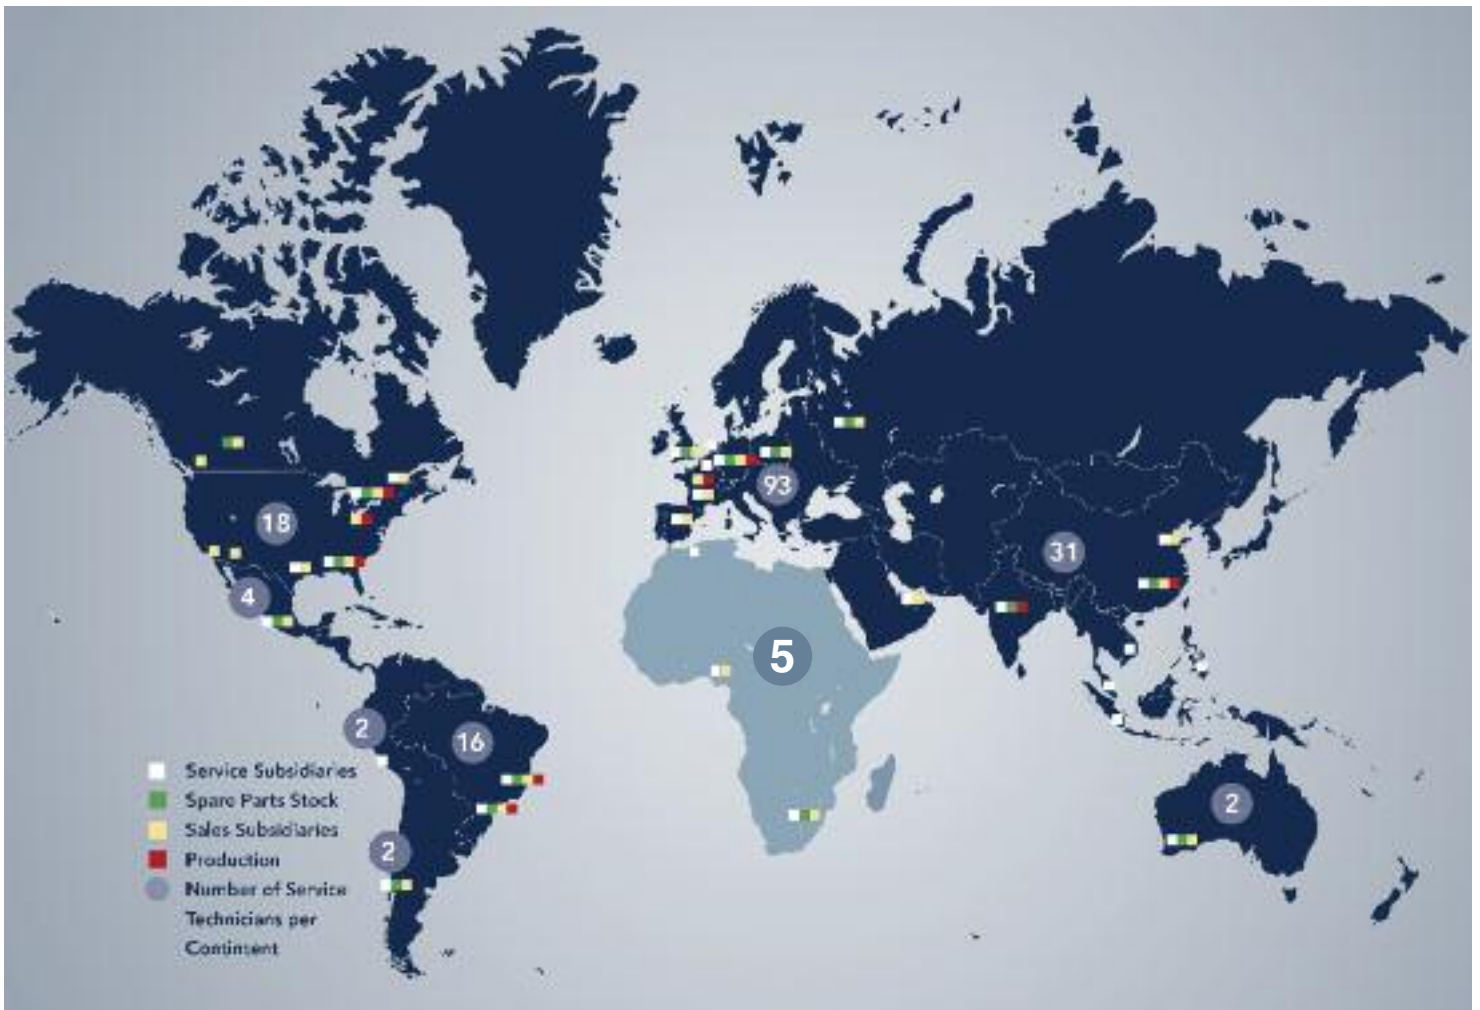 93
18
31
4
5
2
16
Service Subsidiaries
Spare Parts Stock
2
Sales Subsidiaries
2
Production
Number of Service
Technicians per
Contintent